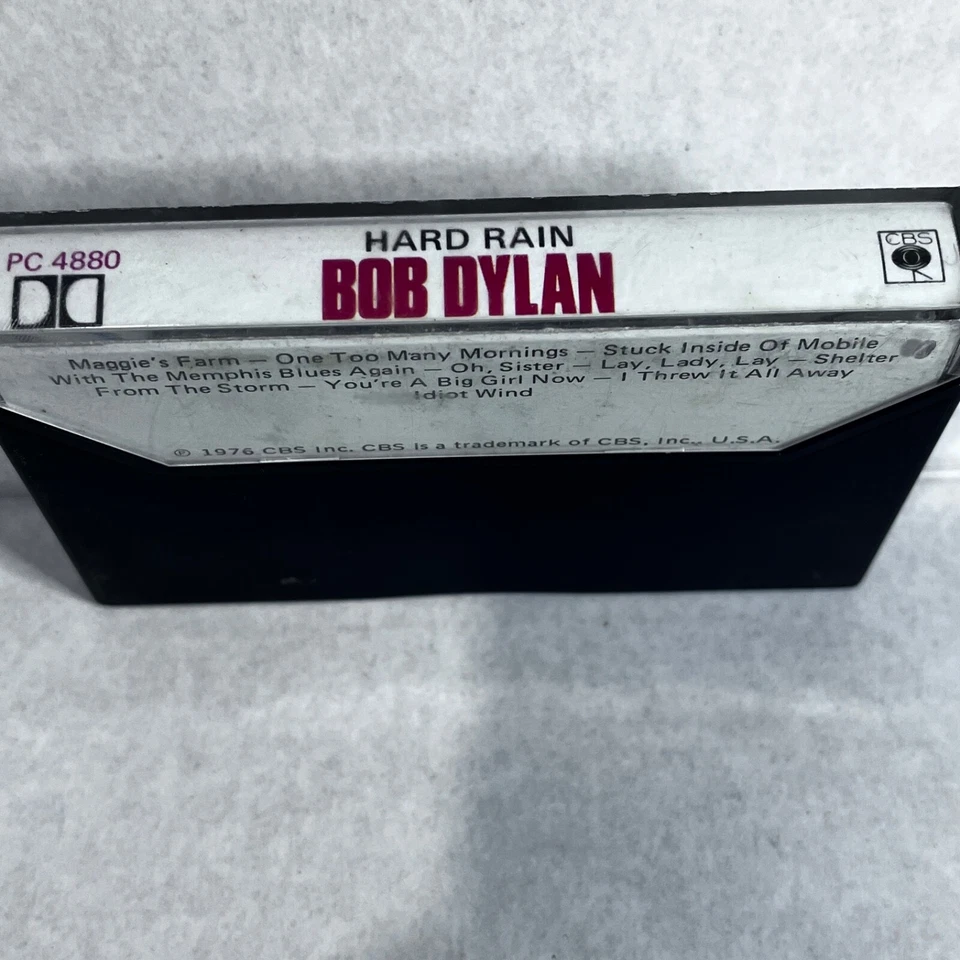 HARD RAIN
PC 4880
BOB DYLAN
CBS
Maggie's Farm — One Too Many Mornings — Stuck Inside Of Mobile
With The Memphis Blues Again — Oh, Sister — Lay, Lady, Lay — Shelter
From The Storm — You're A Big Girl Now — I Threw It All Away
Idiot Wind
℗ 1976 CBS Inc. CBS is a trademark of CBS, Inc., U.S.A.